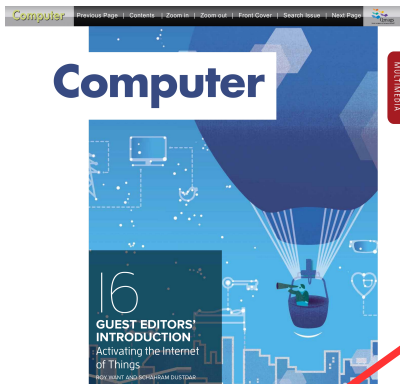 Computer Previous Page | Contents | Zoom in | Zoom out | Front Cover | Search Issue | Next Page
Computer
MULTIMEDIA
16
GUEST EDITORS'
INTRODUCTION
Activating the Internet
of Things
ROY WANT AND SCHAHRAM DUSTDAR